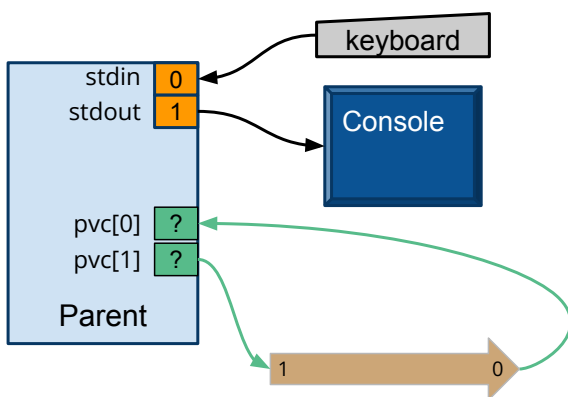 keyboard
stdin 0
stdout 1
Console
pvc[0] ?
pvc[1] ?
Parent
1 0